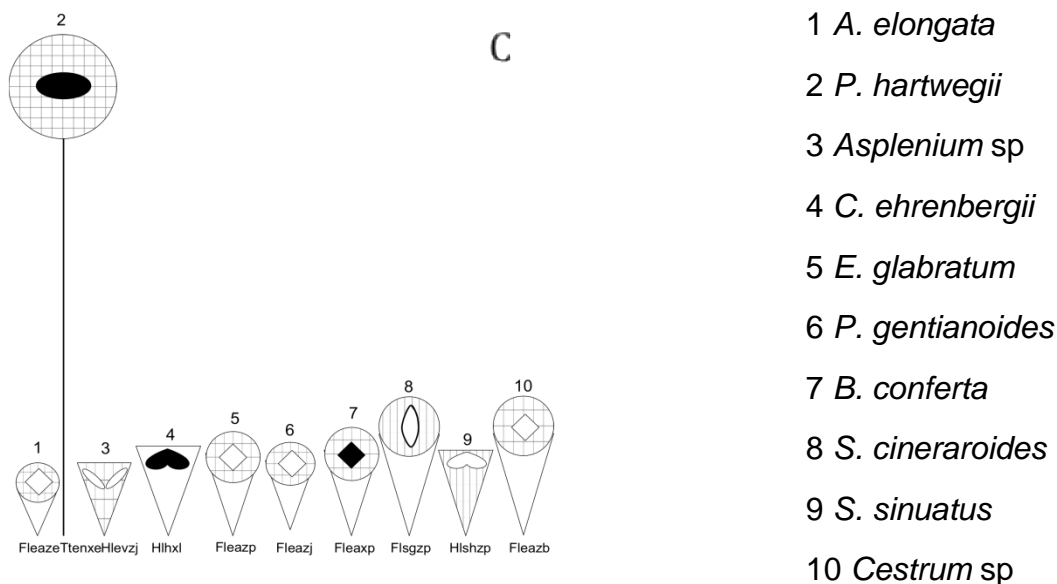 2
C
1
3
4
5
6
7
8
9
10
Fleaze TtenxeHlevzj Hlhxl Fleazp Fleazj Fleaxp Flsgzp Hlshzp Fleazb
1 A. elongata
2 P. hartwegii
3 Asplenium sp
4 C. ehrenbergii
5 E. glabratum
6 P. gentianoides
7 B. conferta
8 S. cineraroides
9 S. sinuatus
10 Cestrum sp